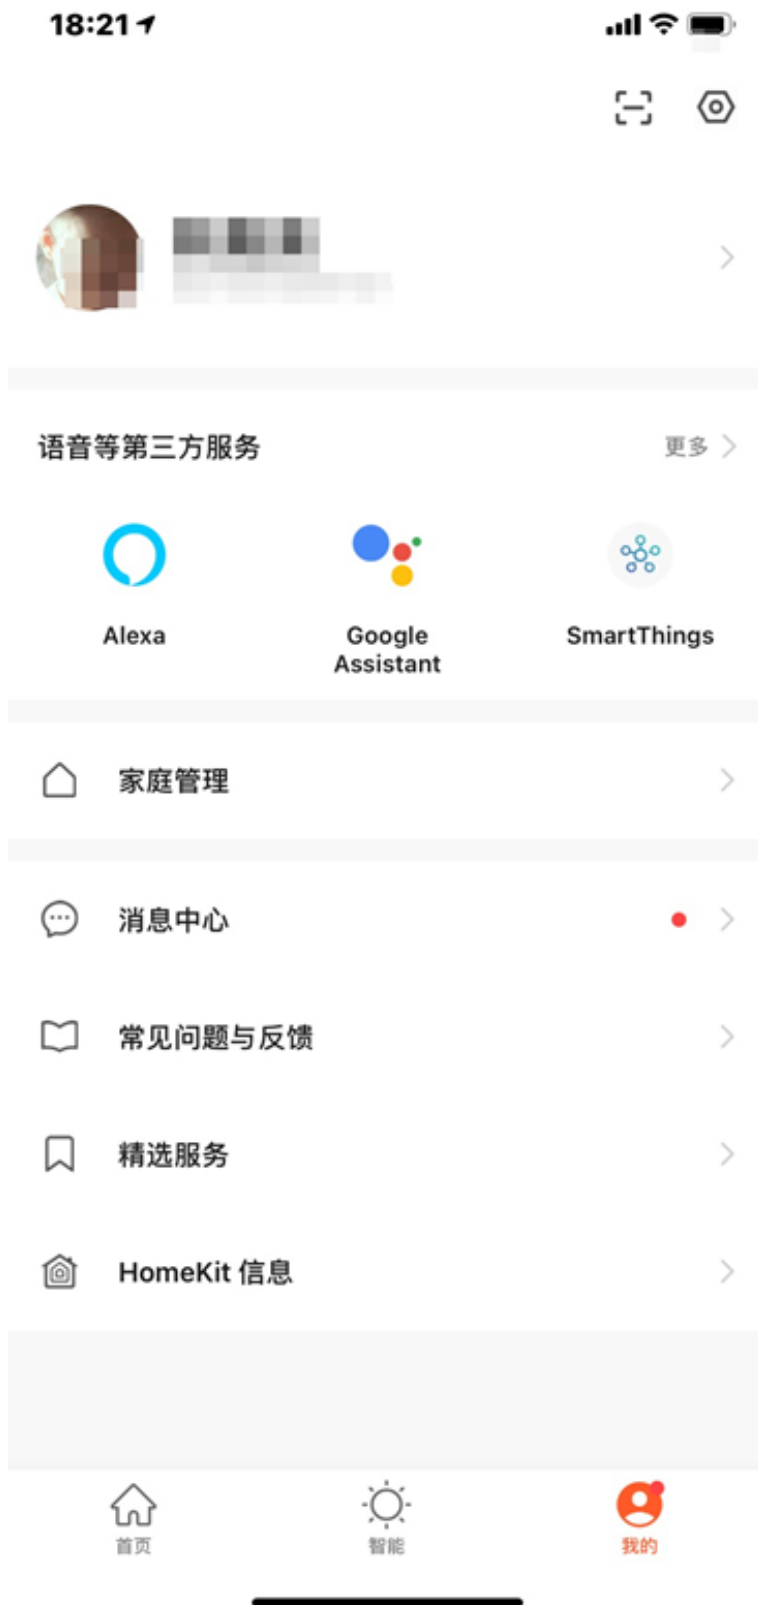 18:21
语音等第三方服务
更多
Alexa
Google
Assistant
SmartThings
家庭管理
消息中心
常见问题与反馈
精选服务
HomeKit 信息
首页
智能
我的